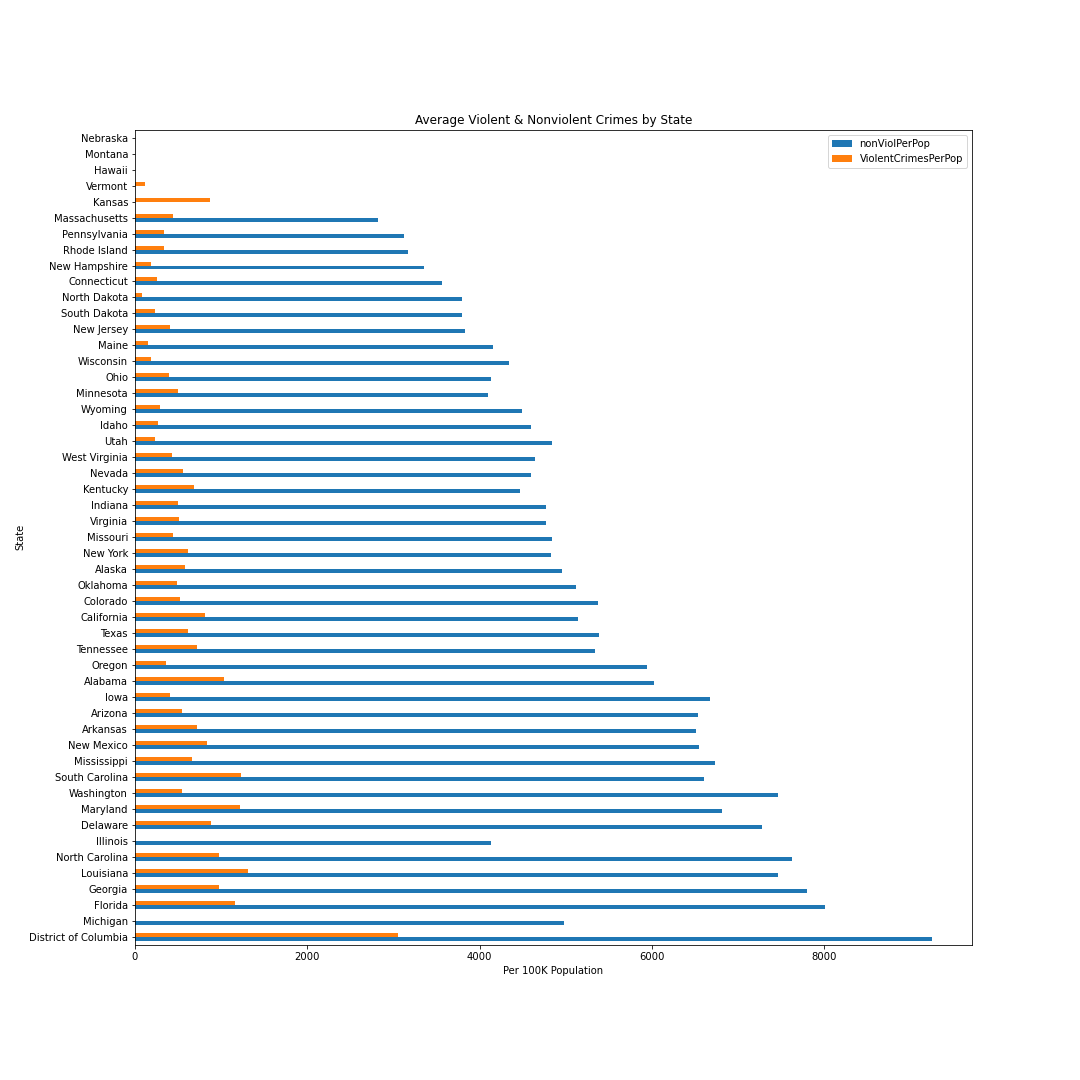 Average Violent & Nonviolent Crimes by State
nonViolPerPop
ViolentCrimesPerPop
State
Nebraska
Montana
Hawaii
Vermont
Kansas
Massachusetts
Pennsylvania
Rhode Island
New Hampshire
Connecticut
North Dakota
South Dakota
New Jersey
Maine
Wisconsin
Ohio
Minnesota
Wyoming
Idaho
Utah
West Virginia
Nevada
Kentucky
Indiana
Virginia
Missouri
New York
Alaska
Oklahoma
Colorado
California
Texas
Tennessee
Oregon
Alabama
Iowa
Arizona
Arkansas
New Mexico
Mississippi
South Carolina
Washington
Maryland
Delaware
Illinois
North Carolina
Louisiana
Georgia
Florida
Michigan
District of Columbia
0 2000 4000 6000 8000
Per 100K Population